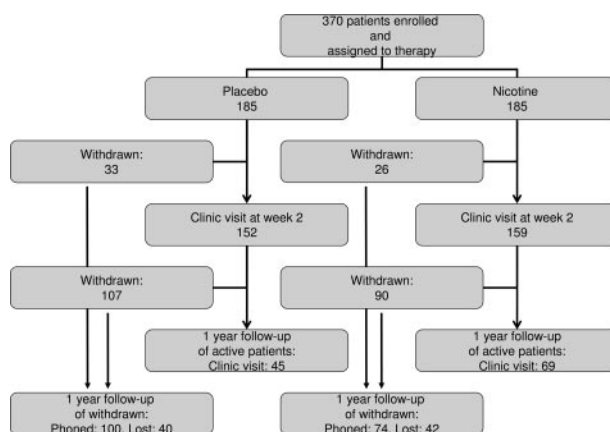 370 patients enrolled
and
assigned to therapy
Placebo
185
Nicotine
185
Withdrawn:
33
Withdrawn:
26
Clinic visit at week 2
152
Clinic visit at week 2
159
Withdrawn:
107
Withdrawn:
90
1 year follow-up
of active patients:
Clinic visit: 45
1 year follow-up
of active patients:
Clinic visit: 69
1 year follow-up
of withdrawn:
Phoned: 100, Lost: 40
1 year follow-up
of withdrawn:
Phoned: 74, Lost: 42